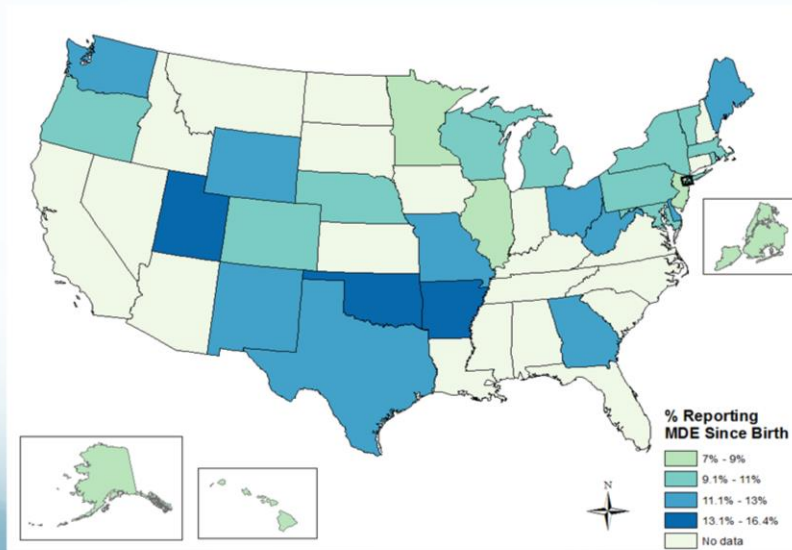 % Reporting
MDE Since Birth
7% - 9%
9.1% - 11%
11.1% - 13%
13.1% - 16.4%
No data
N